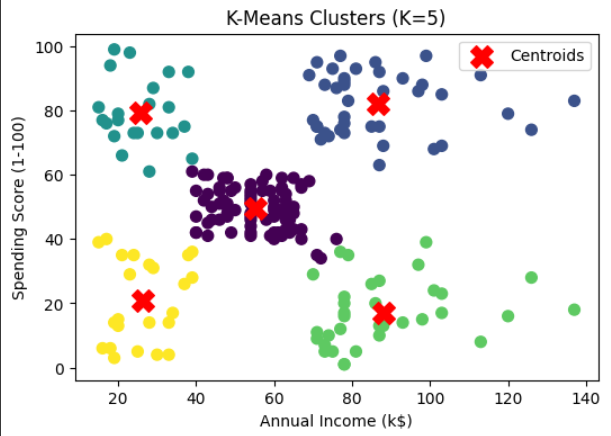 K-Means Clusters (K=5)
Centroids
100
80
60
40
20
0
Spending Score (1-100)
20 40 60 80 100 120 140
Annual Income (k$)